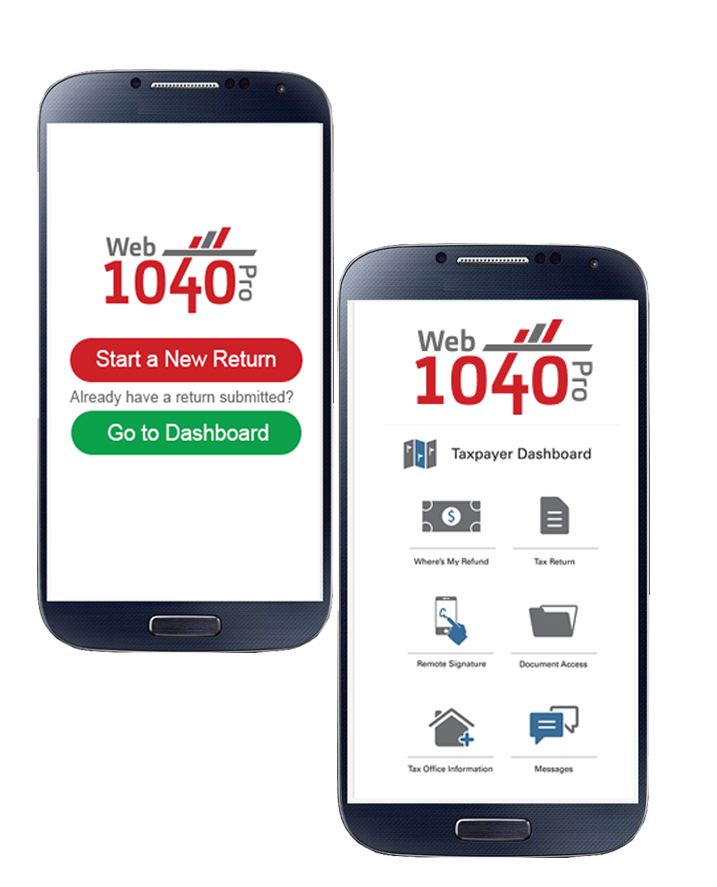 Web
1040
Pro
Start a New Return
Already have a return submitted?
Go to Dashboard
Web
1040
Pro
Taxpayer Dashboard
$
Where's My Refund
Tax Return
Remote Signature
Document Access
Tax Office Information
Messages